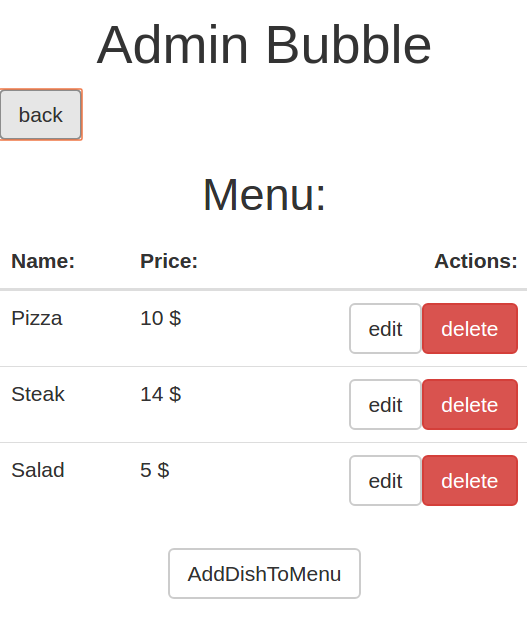 Admin Bubble
back
Menu:
Name: Price: Actions:
Pizza 10 $ edit delete
Steak 14 $ edit delete
Salad 5 $ edit delete
AddDishToMenu